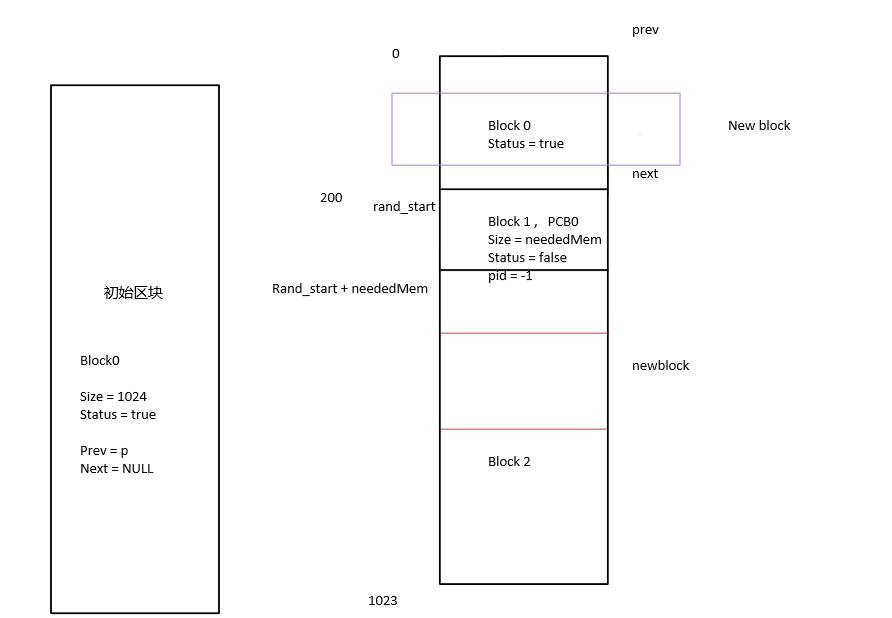 prev
0
Block 0
Status = true
New block
next
200
rand_start
Block 1， PCB0
Size = neededMem
Status = false
pid = -1
Rand_start + neededMem
初始区块
Block0
Size = 1024
Status = true
Prev = p
Next = NULL
newblock
Block 2
1023